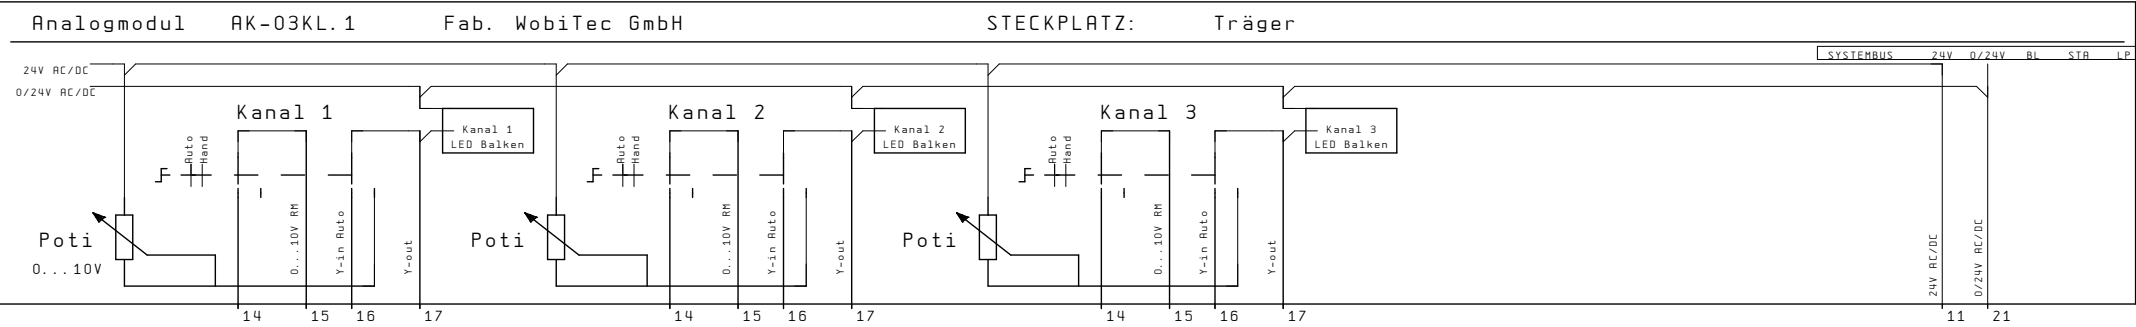 Analogmodul AK-03KL.1 Fab. WobiTec GmbH STECKPLATZ: Träger
SYSTEMBUS 24V 0/24V BL STA LP
24V AC/DC
0/24V AC/DC
Kanal 1
Kanal 1
LED Balken
Auto
Hand
Poti
0...10V
0...10V RM
Y-in Auto
Y-out
14 15 16 17
Kanal 2
Kanal 2
LED Balken
Auto
Hand
Poti
0...10V RM
Y-in Auto
Y-out
14 15 16 17
Kanal 3
Kanal 3
LED Balken
Auto
Hand
Poti
0...10V RM
Y-in Auto
Y-out
14 15 16 17
24V AC/DC
0/24V AC/DC
11 21